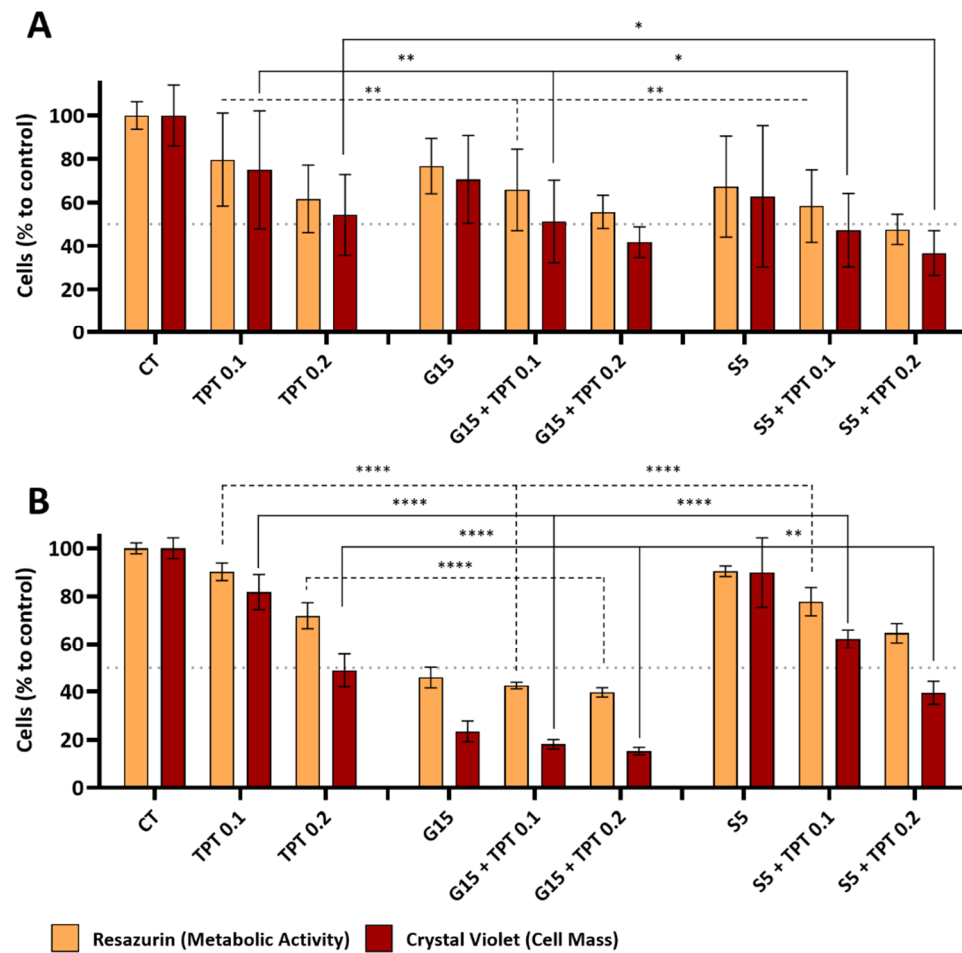 A
*
** *
** **
Cells (% to control)
100
80
60
40
20
0
CT
TPT 0.1
TPT 0.2
G15
G15 + TPT 0.1
G15 + TPT 0.2
S5
S5 + TPT 0.1
S5 + TPT 0.2
B
**** ****
**** ****
**** **
****
Cells (% to control)
100
80
60
40
20
0
CT
TPT 0.1
TPT 0.2
G15
G15 + TPT 0.1
G15 + TPT 0.2
S5
S5 + TPT 0.1
S5 + TPT 0.2
Resazurin (Metabolic Activity) Crystal Violet (Cell Mass)